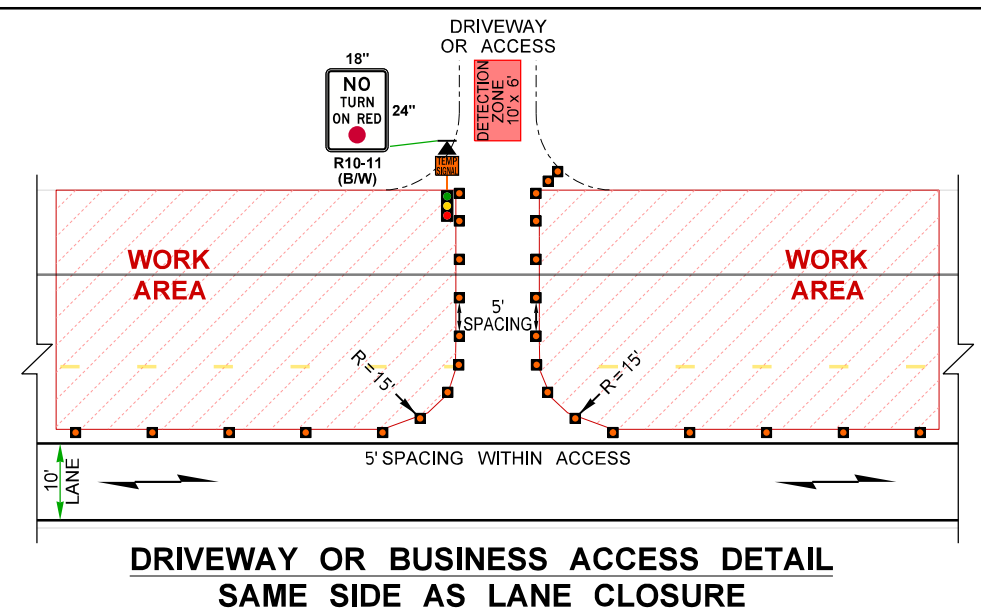 DRIVEWAY
OR ACCESS
18"
NO
TURN
ON RED
24"
R10-11
(B/W)
DETECTION
ZONE
10' x 6'
TEMP
SIGNAL
WORK
AREA
WORK
AREA
5'
SPACING
R = 15'
R = 15'
5' SPACING WITHIN ACCESS
10'
LANE
DRIVEWAY OR BUSINESS ACCESS DETAIL
SAME SIDE AS LANE CLOSURE